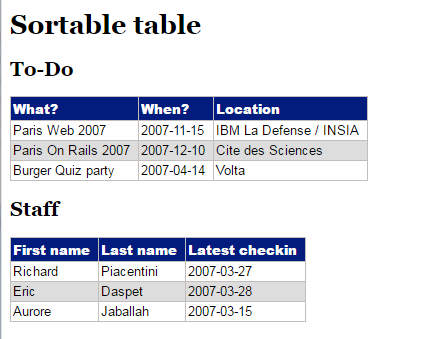 Sortable table
To-Do
What? When? Location
Paris Web 2007 2007-11-15 IBM La Defense / INSIA
Paris On Rails 2007 2007-12-10 Cite des Sciences
Burger Quiz party 2007-04-14 Volta
Staff
First name Last name Latest checkin
Richard Piacentini 2007-03-27
Eric Daspet 2007-03-28
Aurore Jaballah 2007-03-15